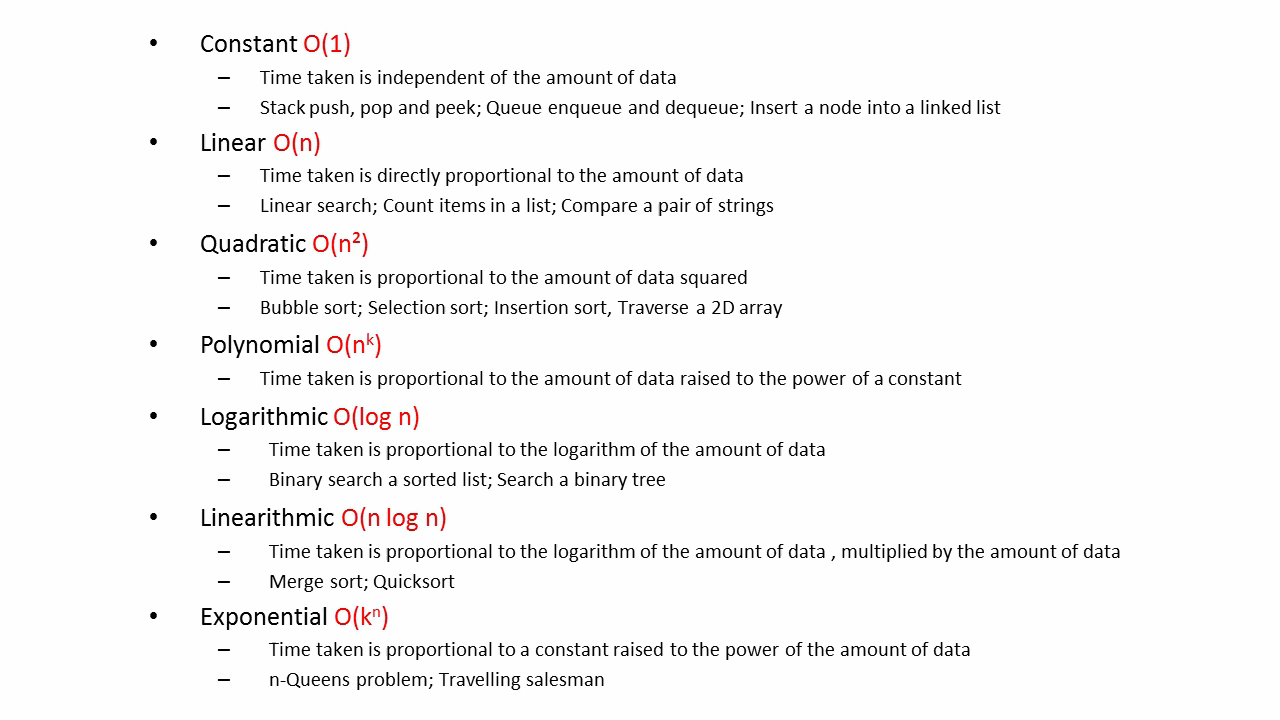 • Constant O(1)
– Time taken is independent of the amount of data
– Stack push, pop and peek; Queue enqueue and dequeue; Insert a node into a linked list
• Linear O(n)
– Time taken is directly proportional to the amount of data
– Linear search; Count items in a list; Compare a pair of strings
• Quadratic O(n²)
– Time taken is proportional to the amount of data squared
– Bubble sort; Selection sort; Insertion sort, Traverse a 2D array
• Polynomial O(nᵏ)
– Time taken is proportional to the amount of data raised to the power of a constant
• Logarithmic O(log n)
– Time taken is proportional to the logarithm of the amount of data
– Binary search a sorted list; Search a binary tree
• Linearithmic O(n log n)
– Time taken is proportional to the logarithm of the amount of data , multiplied by the amount of data
– Merge sort; Quicksort
• Exponential O(kⁿ)
– Time taken is proportional to a constant raised to the power of the amount of data
– n-Queens problem; Travelling salesman